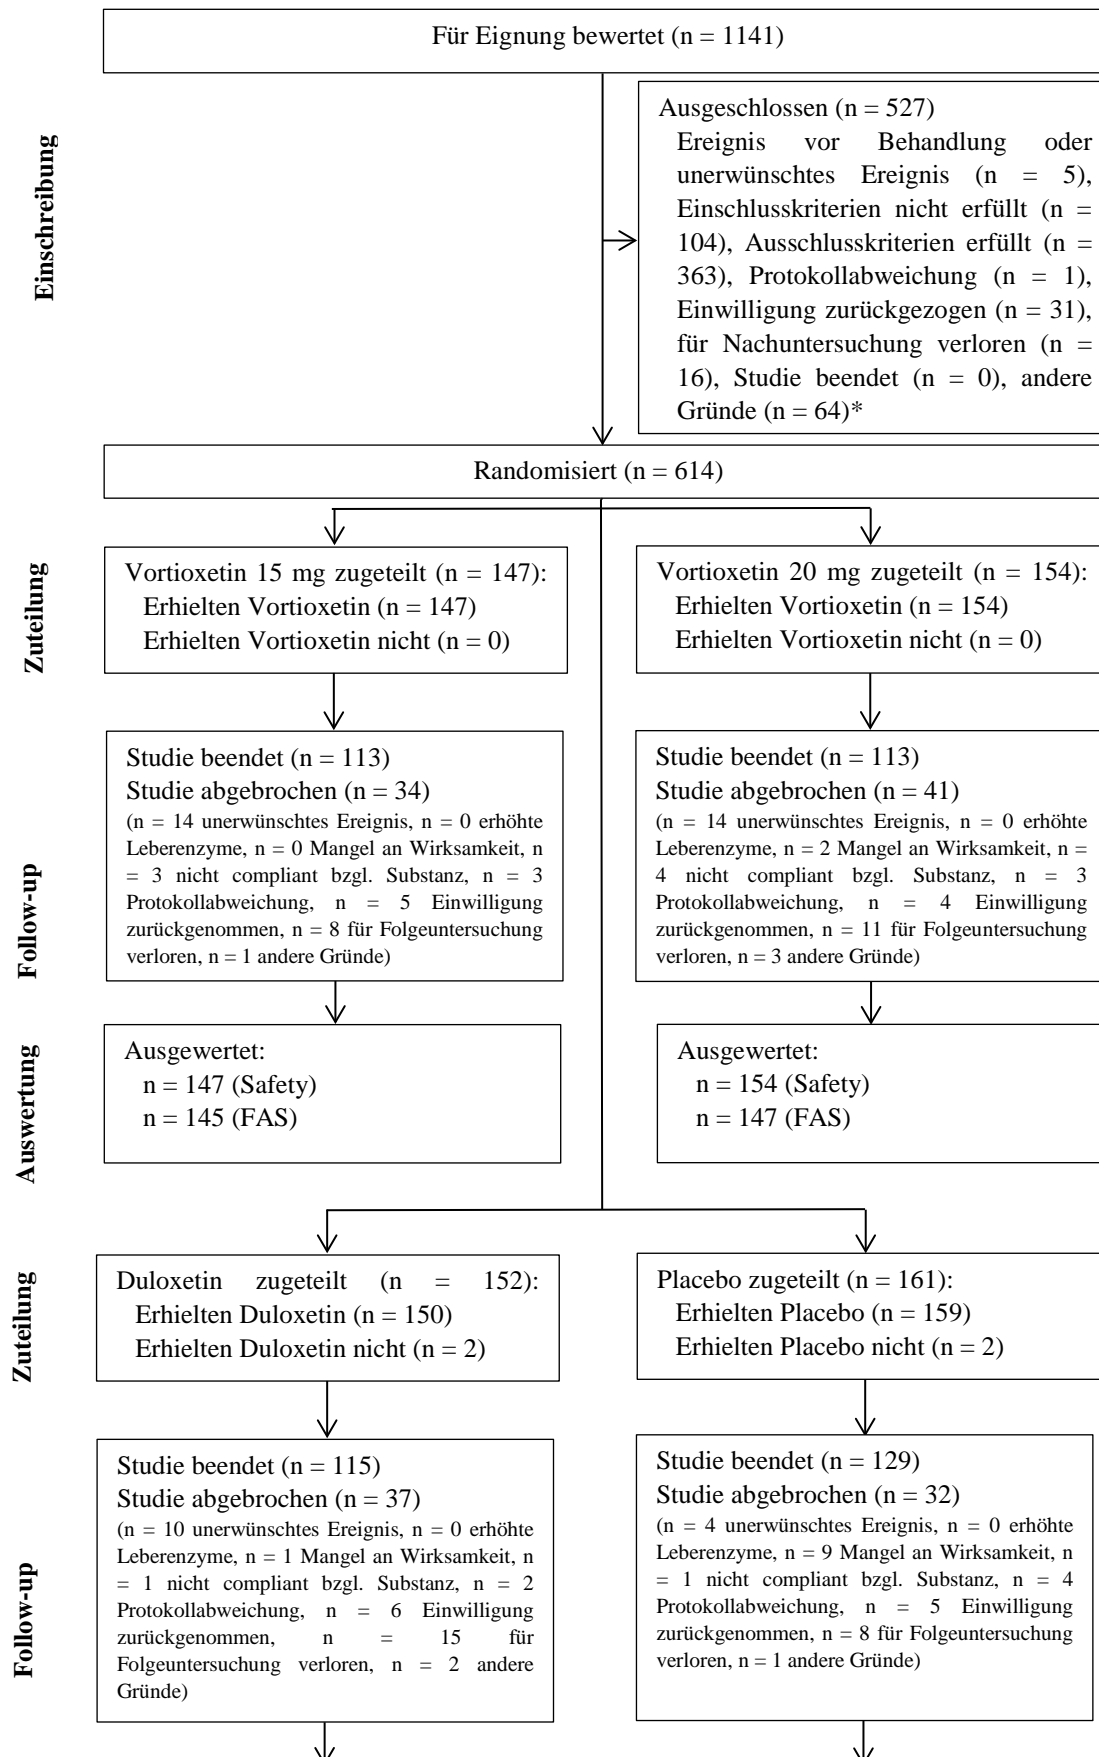 Für Eignung bewertet (n = 1141)
Einschreibung
Ausgeschlossen (n = 527)
Ereignis vor Behandlung oder
unerwünschtes Ereignis (n = 5),
Einschlusskriterien nicht erfüllt (n =
104), Ausschlusskriterien erfüllt (n =
363), Protokollabweichung (n = 1),
Einwilligung zurückgezogen (n = 31),
für Nachuntersuchung verloren (n =
16), Studie beendet (n = 0), andere
Gründe (n = 64)*
Randomisiert (n = 614)
Zuteilung
Vortioxetin 15 mg zugeteilt (n = 147):
Erhielten Vortioxetin (n = 147)
Erhielten Vortioxetin nicht (n = 0)
Vortioxetin 20 mg zugeteilt (n = 154):
Erhielten Vortioxetin (n = 154)
Erhielten Vortioxetin nicht (n = 0)
Follow-up
Studie beendet (n = 113)
Studie abgebrochen (n = 34)
(n = 14 unerwünschtes Ereignis, n = 0 erhöhte
Leberenzyme, n = 0 Mangel an Wirksamkeit, n
= 3 nicht compliant bzgl. Substanz, n = 3
Protokollabweichung, n = 5 Einwilligung
zurückgenommen, n = 8 für Folgeuntersuchung
verloren, n = 1 andere Gründe)
Studie beendet (n = 113)
Studie abgebrochen (n = 41)
(n = 14 unerwünschtes Ereignis, n = 0 erhöhte
Leberenzyme, n = 2 Mangel an Wirksamkeit, n =
4 nicht compliant bzgl. Substanz, n = 3
Protokollabweichung, n = 4 Einwilligung
zurückgenommen, n = 11 für Folgeuntersuchung
verloren, n = 3 andere Gründe)
Auswertung
Ausgewertet:
n = 147 (Safety)
n = 145 (FAS)
Ausgewertet:
n = 154 (Safety)
n = 147 (FAS)
Zuteilung
Duloxetin zugeteilt (n = 152):
Erhielten Duloxetin (n = 150)
Erhielten Duloxetin nicht (n = 2)
Placebo zugeteilt (n = 161):
Erhielten Placebo (n = 159)
Erhielten Placebo nicht (n = 2)
Follow-up
Studie beendet (n = 115)
Studie abgebrochen (n = 37)
(n = 10 unerwünschtes Ereignis, n = 0 erhöhte
Leberenzyme, n = 1 Mangel an Wirksamkeit, n
= 1 nicht compliant bzgl. Substanz, n = 2
Protokollabweichung, n = 6 Einwilligung
zurückgenommen, n = 15 für
Folgeuntersuchung verloren, n = 2 andere
Gründe)
Studie beendet (n = 129)
Studie abgebrochen (n = 32)
(n = 4 unerwünschtes Ereignis, n = 0 erhöhte
Leberenzyme, n = 9 Mangel an Wirksamkeit, n
= 1 nicht compliant bzgl. Substanz, n = 4
Protokollabweichung, n = 5 Einwilligung
zurückgenommen, n = 8 für Folgeuntersuchung
verloren, n = 1 andere Gründe)